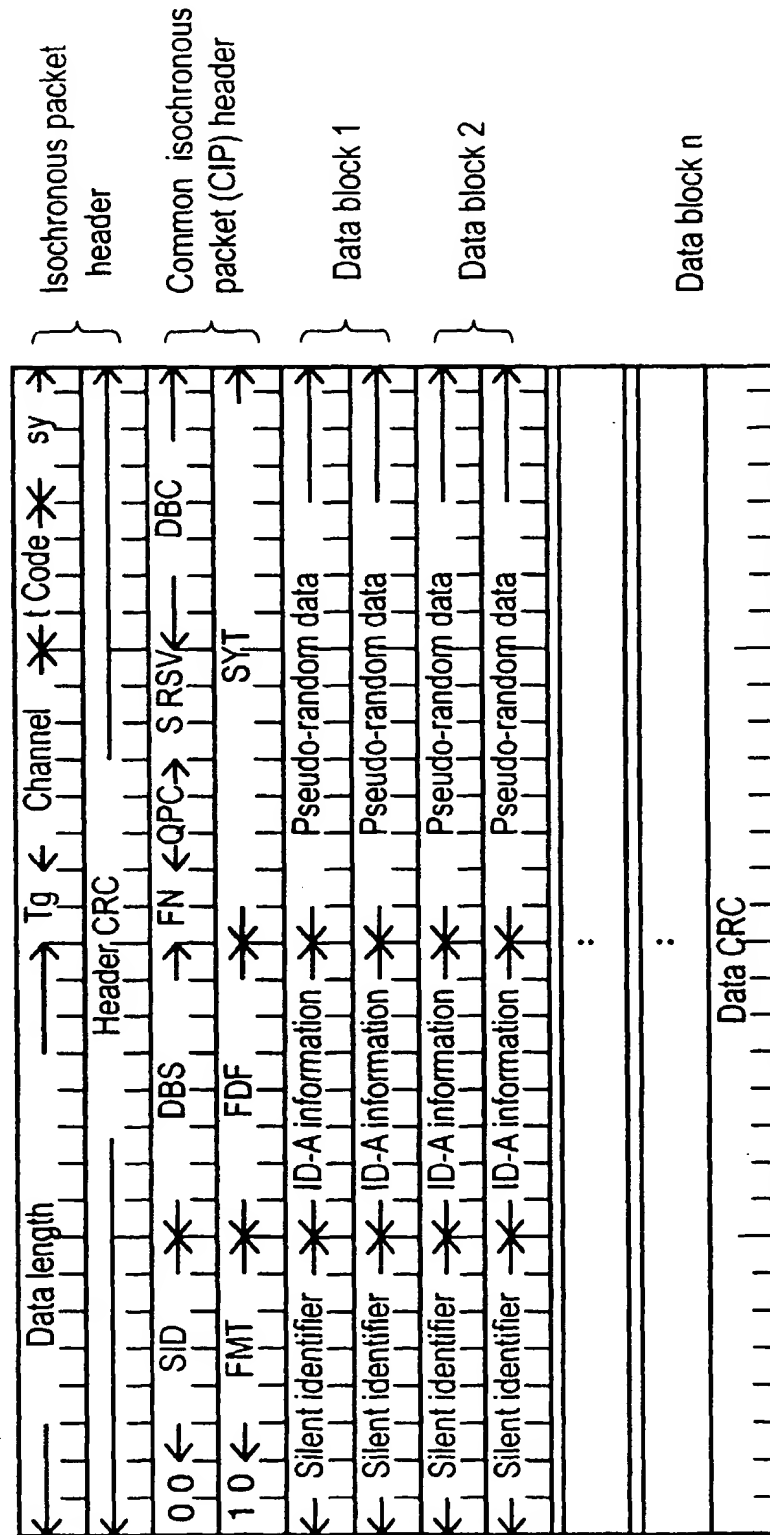 Data length Tg Channel t Code sy
Header CRC
Isochronous packet
header
0 0 SID DBS FN QPC S RSV DBC
1 0 FMT FDF SYT
Common isochronous
packet (CIP) header
Silent identifier ID-A information Pseudo-random data
Silent identifier ID-A information Pseudo-random data
Data block 1
Silent identifier ID-A information Pseudo-random data
Silent identifier ID-A information Pseudo-random data
Data block 2
:
:
Data block n
Data CRC